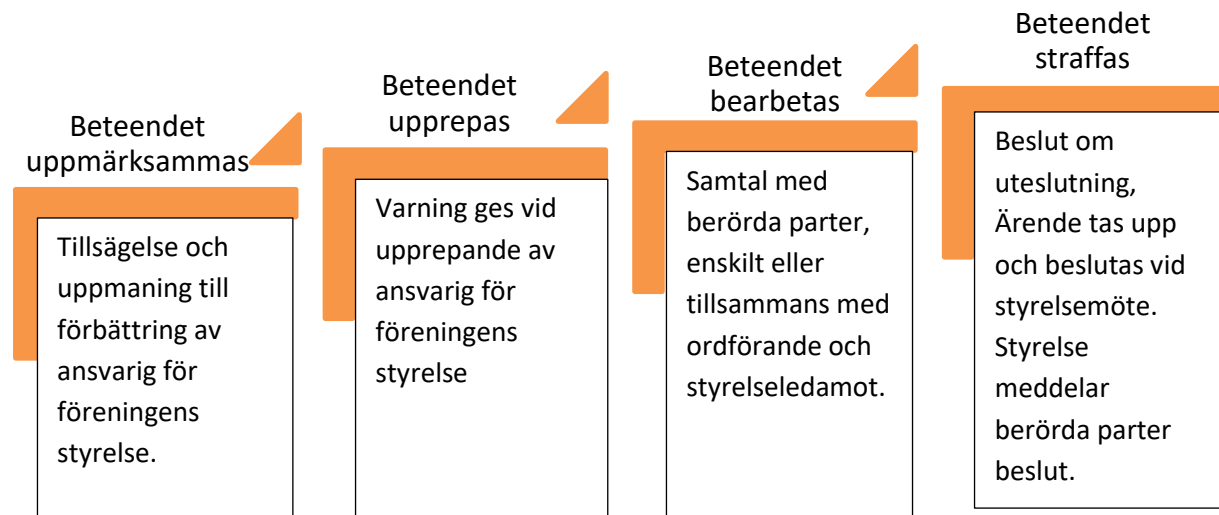 Beteendet
uppmärksammas
Tillsägelse och
uppmaning till
förbättring av
ansvarig för
föreningens
styrelse.
Beteendet
upprepas
Varning ges vid
upprepande av
ansvarig för
föreningens
styrelse
Beteendet
bearbetas
Samtal med
berörda parter,
enskilt eller
tillsammans med
ordförande och
styrelseledamot.
Beteendet
straffas
Beslut om
uteslutning,
Ärende tas upp
och beslutas vid
styrelsemöte.
Styrelse
meddelar
berörda parter
beslut.